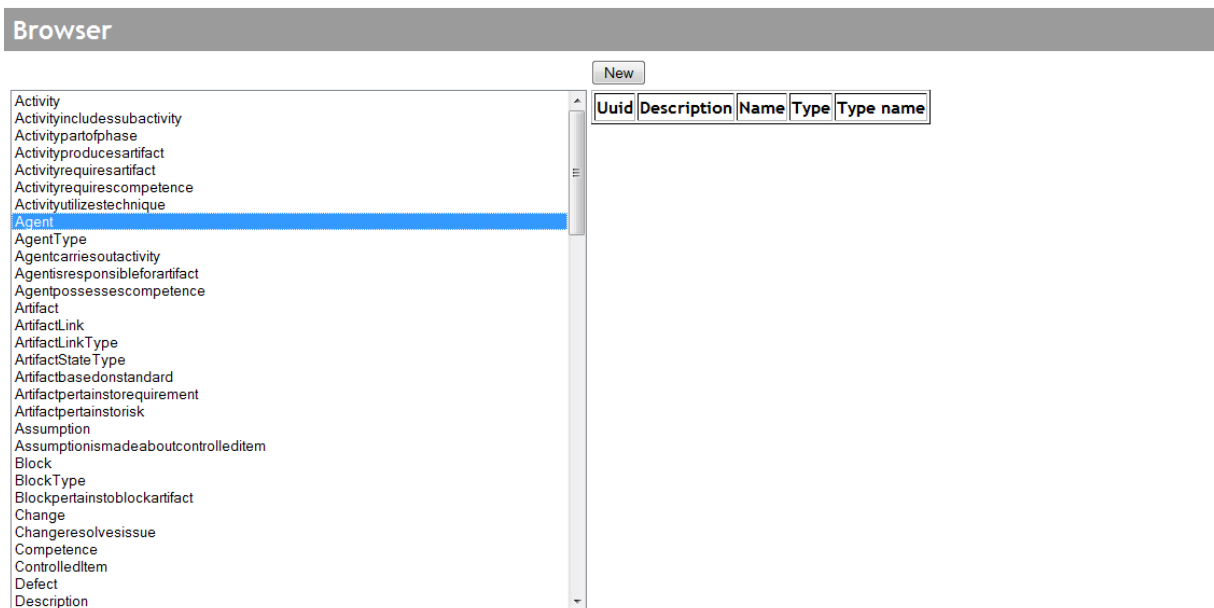 Browser
New
Activity
Activityincludessubactivity
Activitypartofphase
Activityproducesartifact
Activityrequiresartifact
Activityrequirescompetence
Activityutilizestechnique
Agent
AgentType
Agentcarriesoutactivity
Agentisresponsibleforartifact
Agentpossessescompetence
Artifact
ArtifactLink
ArtifactLinkType
ArtifactStateType
Artifactbasedonstandard
Artifactpertainstorequirement
Artifactpertainstorisk
Assumption
Assumptionismadeaboutcontrolleditem
Block
BlockType
Blockpertainstoblockartifact
Change
Changeresolvesissue
Competence
ControlledItem
Defect
Description
Uuid Description Name Type Type name